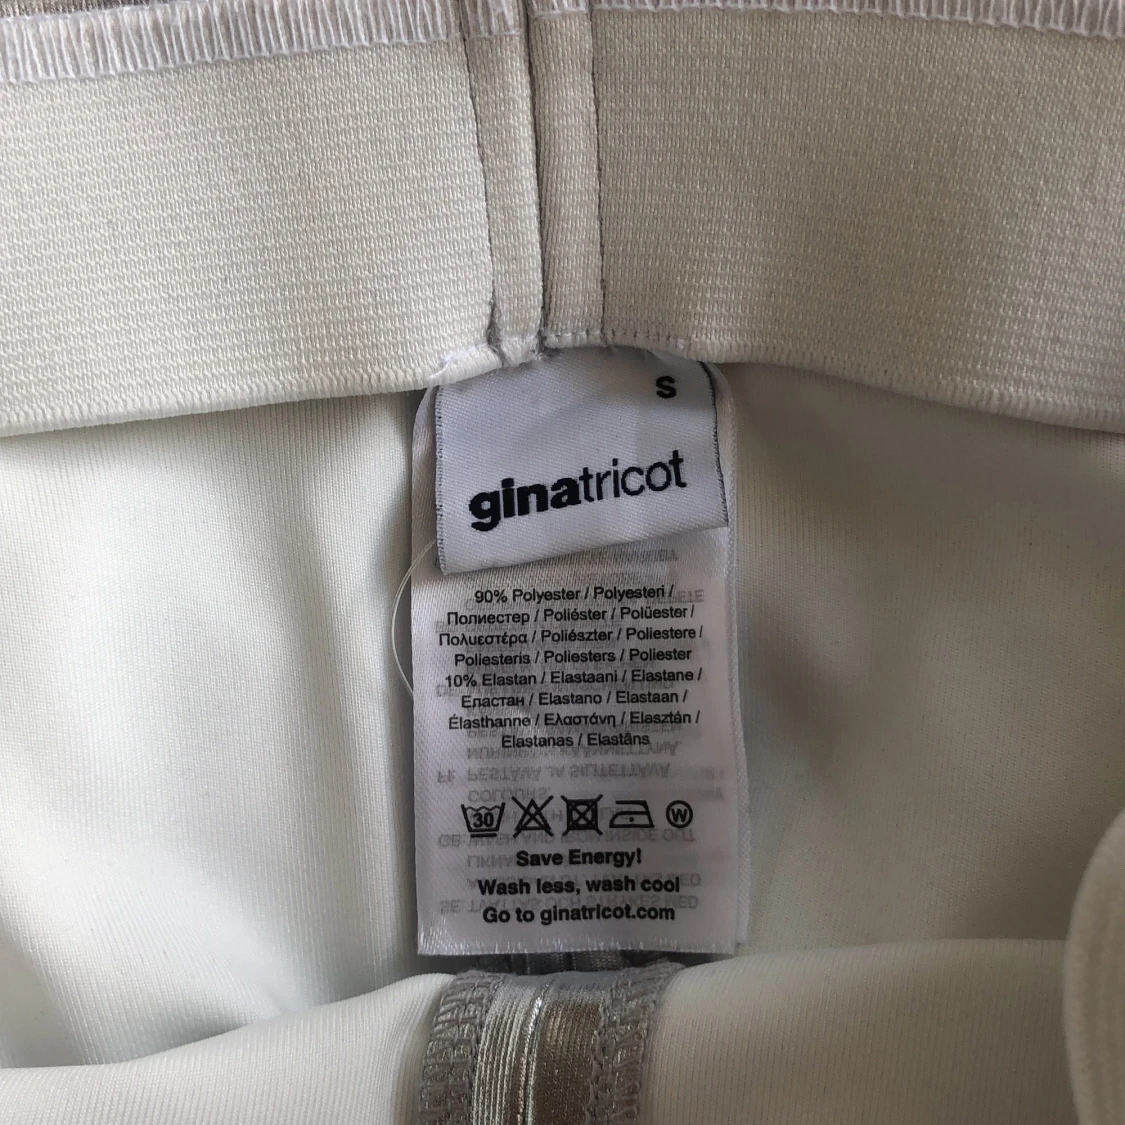 S
ginatricot
90% Polyester / Polyesteri /
Полиестер / Poliéster / Polüester /
Πολυεστέρα / Poliészter / Poliestere /
Poliesteris / Poliesters / Poliester
10% Elastan / Elastaani / Elastane /
Еластан / Elastano / Elastaan /
Élasthanne / Ελαστάνη / Elasztán /
Elastanas / Elastāns
30
W
Save Energy!
Wash less, wash cool
Go to ginatricot.com